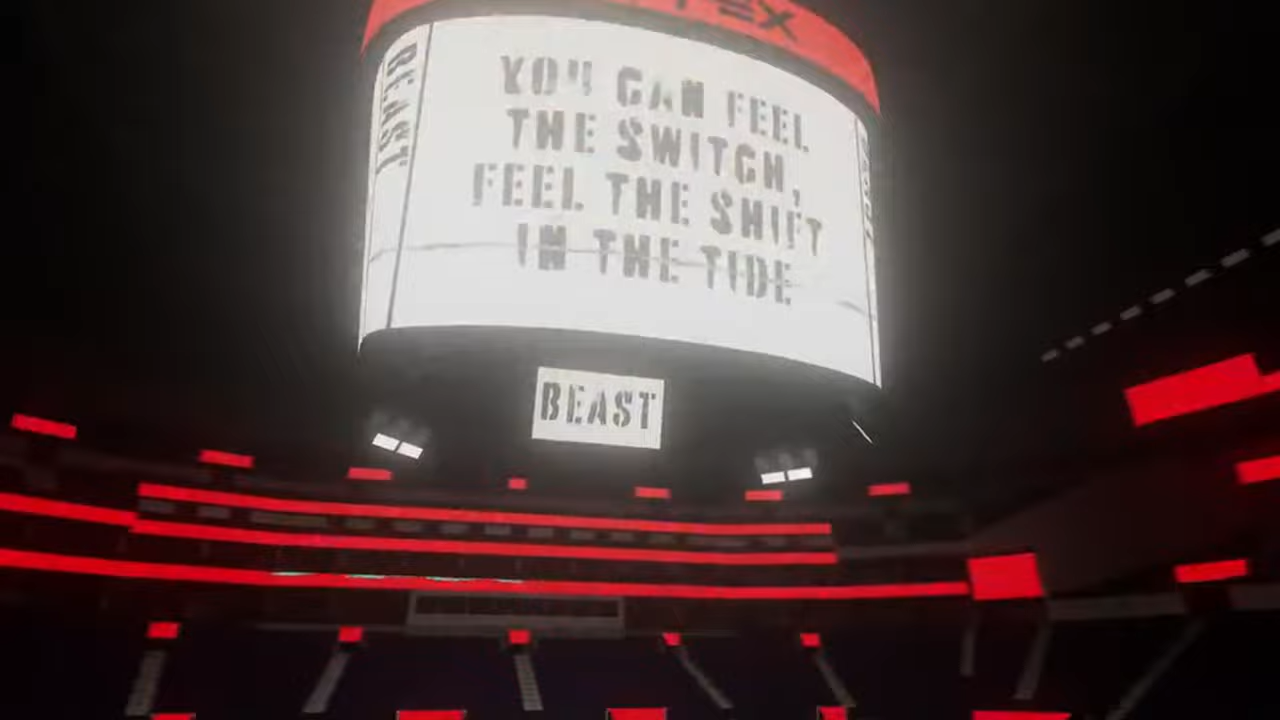 BEAST
YOU CAN FEEL
THE SWITCH,
FEEL THE SHIFT
IN THE TIDE
BEAST